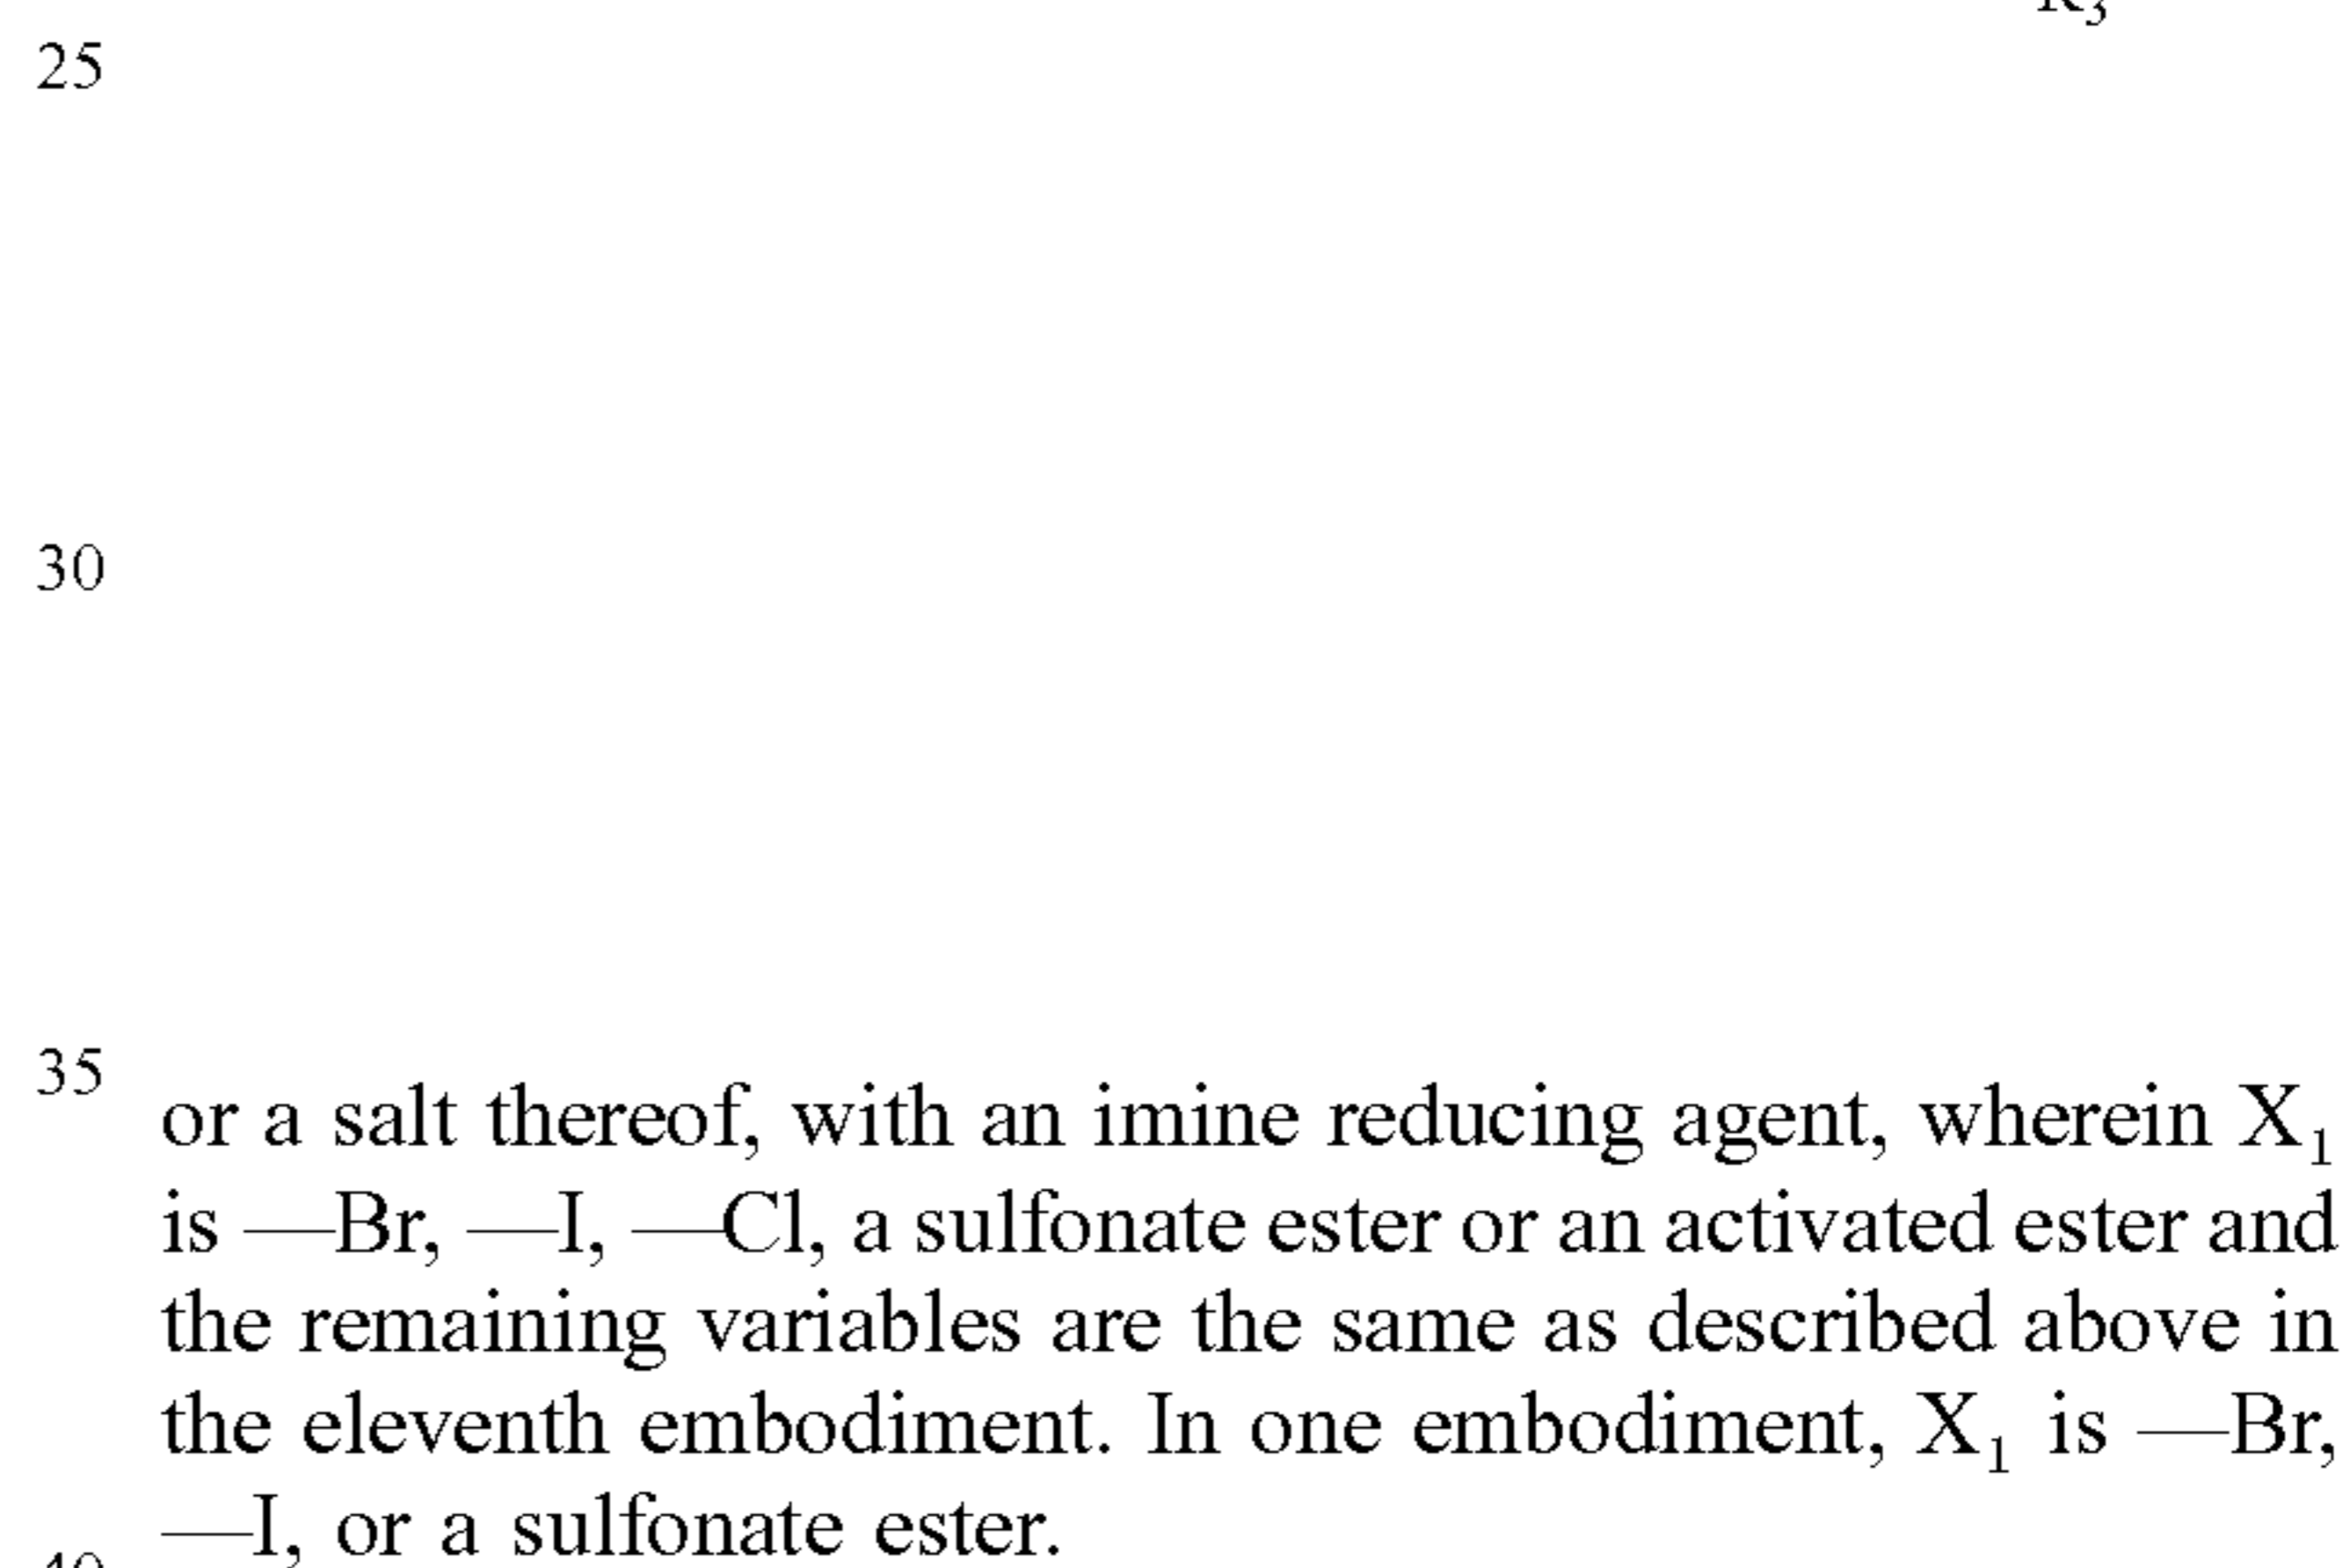 R₃
25
30
35
or a salt thereof, with an imine reducing agent, wherein X₁
is —Br, —I, —Cl, a sulfonate ester or an activated ester and
the remaining variables are the same as described above in
the eleventh embodiment. In one embodiment, X₁ is —Br,
—I, or a sulfonate ester.
40